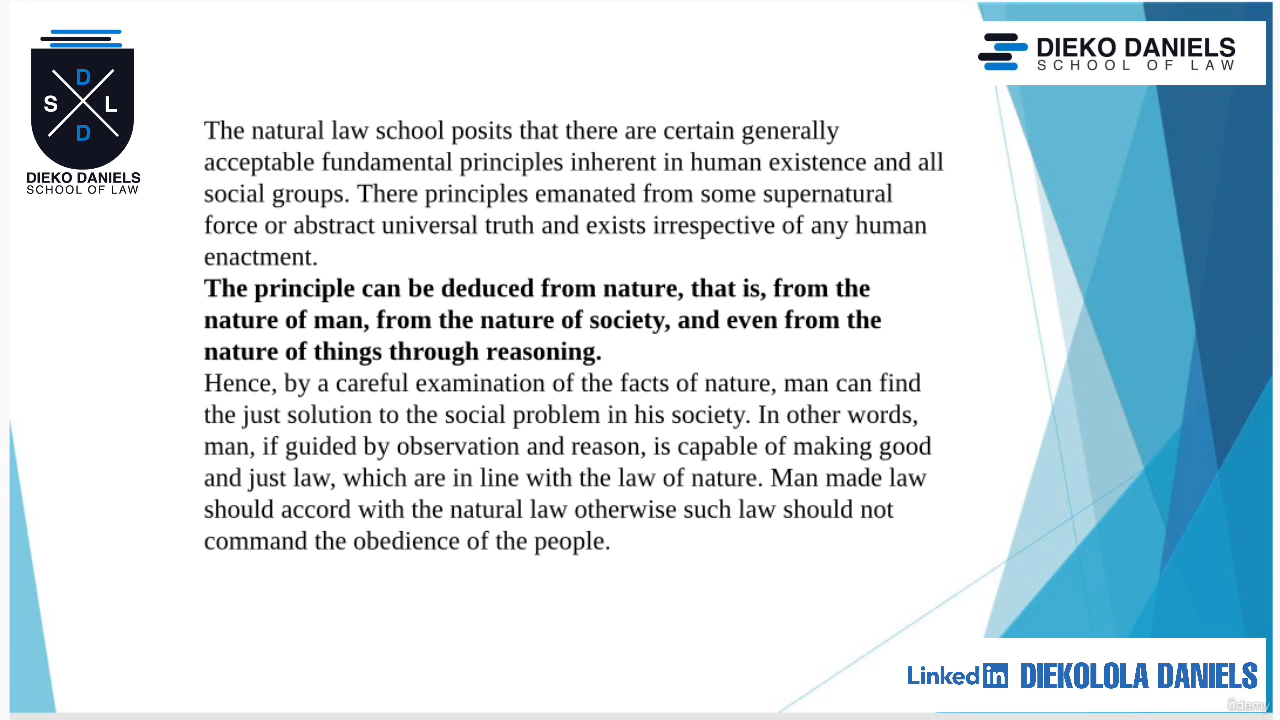 D
S L
D
DIEKO DANIELS
SCHOOL OF LAW
DIEKO DANIELS
SCHOOL OF LAW
The natural law school posits that there are certain generally
acceptable fundamental principles inherent in human existence and all
social groups. There principles emanated from some supernatural
force or abstract universal truth and exists irrespective of any human
enactment.
The principle can be deduced from nature, that is, from the
nature of man, from the nature of society, and even from the
nature of things through reasoning.
Hence, by a careful examination of the facts of nature, man can find
the just solution to the social problem in his society. In other words,
man, if guided by observation and reason, is capable of making good
and just law, which are in line with the law of nature. Man made law
should accord with the natural law otherwise such law should not
command the obedience of the people.
Linkedin DIEKOLOLA DANIELS
ûdemy